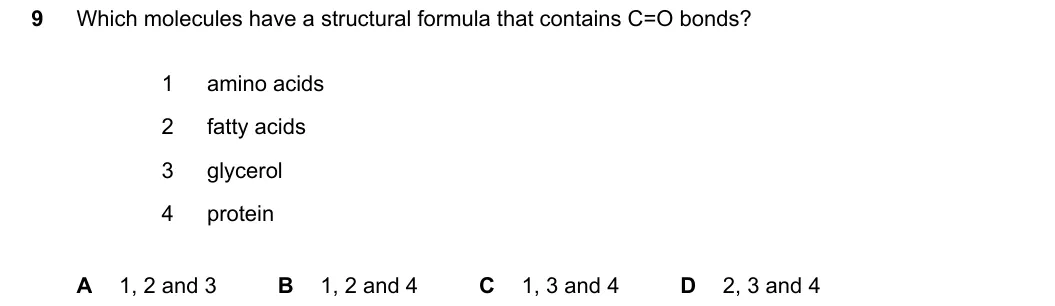 9 Which molecules have a structural formula that contains C=O bonds?
1 amino acids
2 fatty acids
3 glycerol
4 protein
A 1, 2 and 3 B 1, 2 and 4 C 1, 3 and 4 D 2, 3 and 4